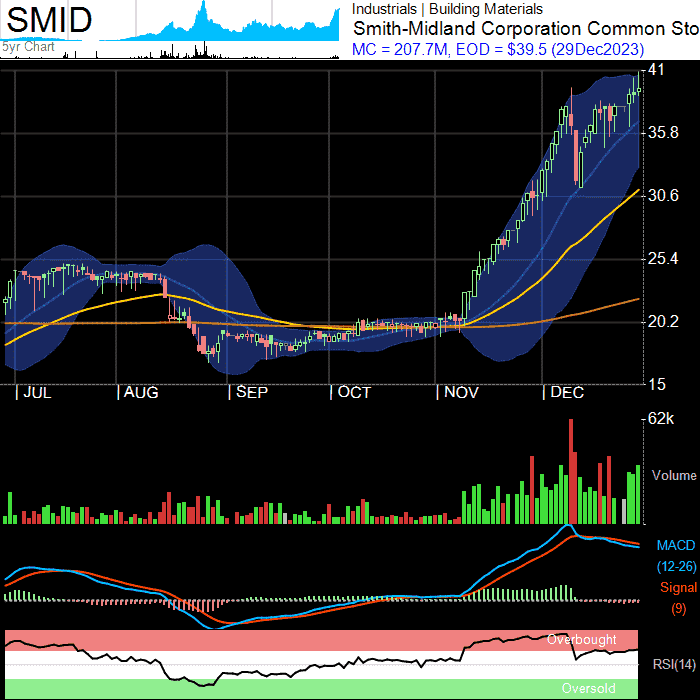 SMID
5yr Chart
Industrials | Building Materials
Smith-Midland Corporation Common Sto
MC = 207.7M, EOD = $39.5 (29Dec2023)
41
35.8
30.6
25.4
20.2
15
JUL AUG SEP OCT NOV DEC
62k
Volume
MACD
(12-26)
Signal
(9)
Overbought
RSI(14)
Oversold